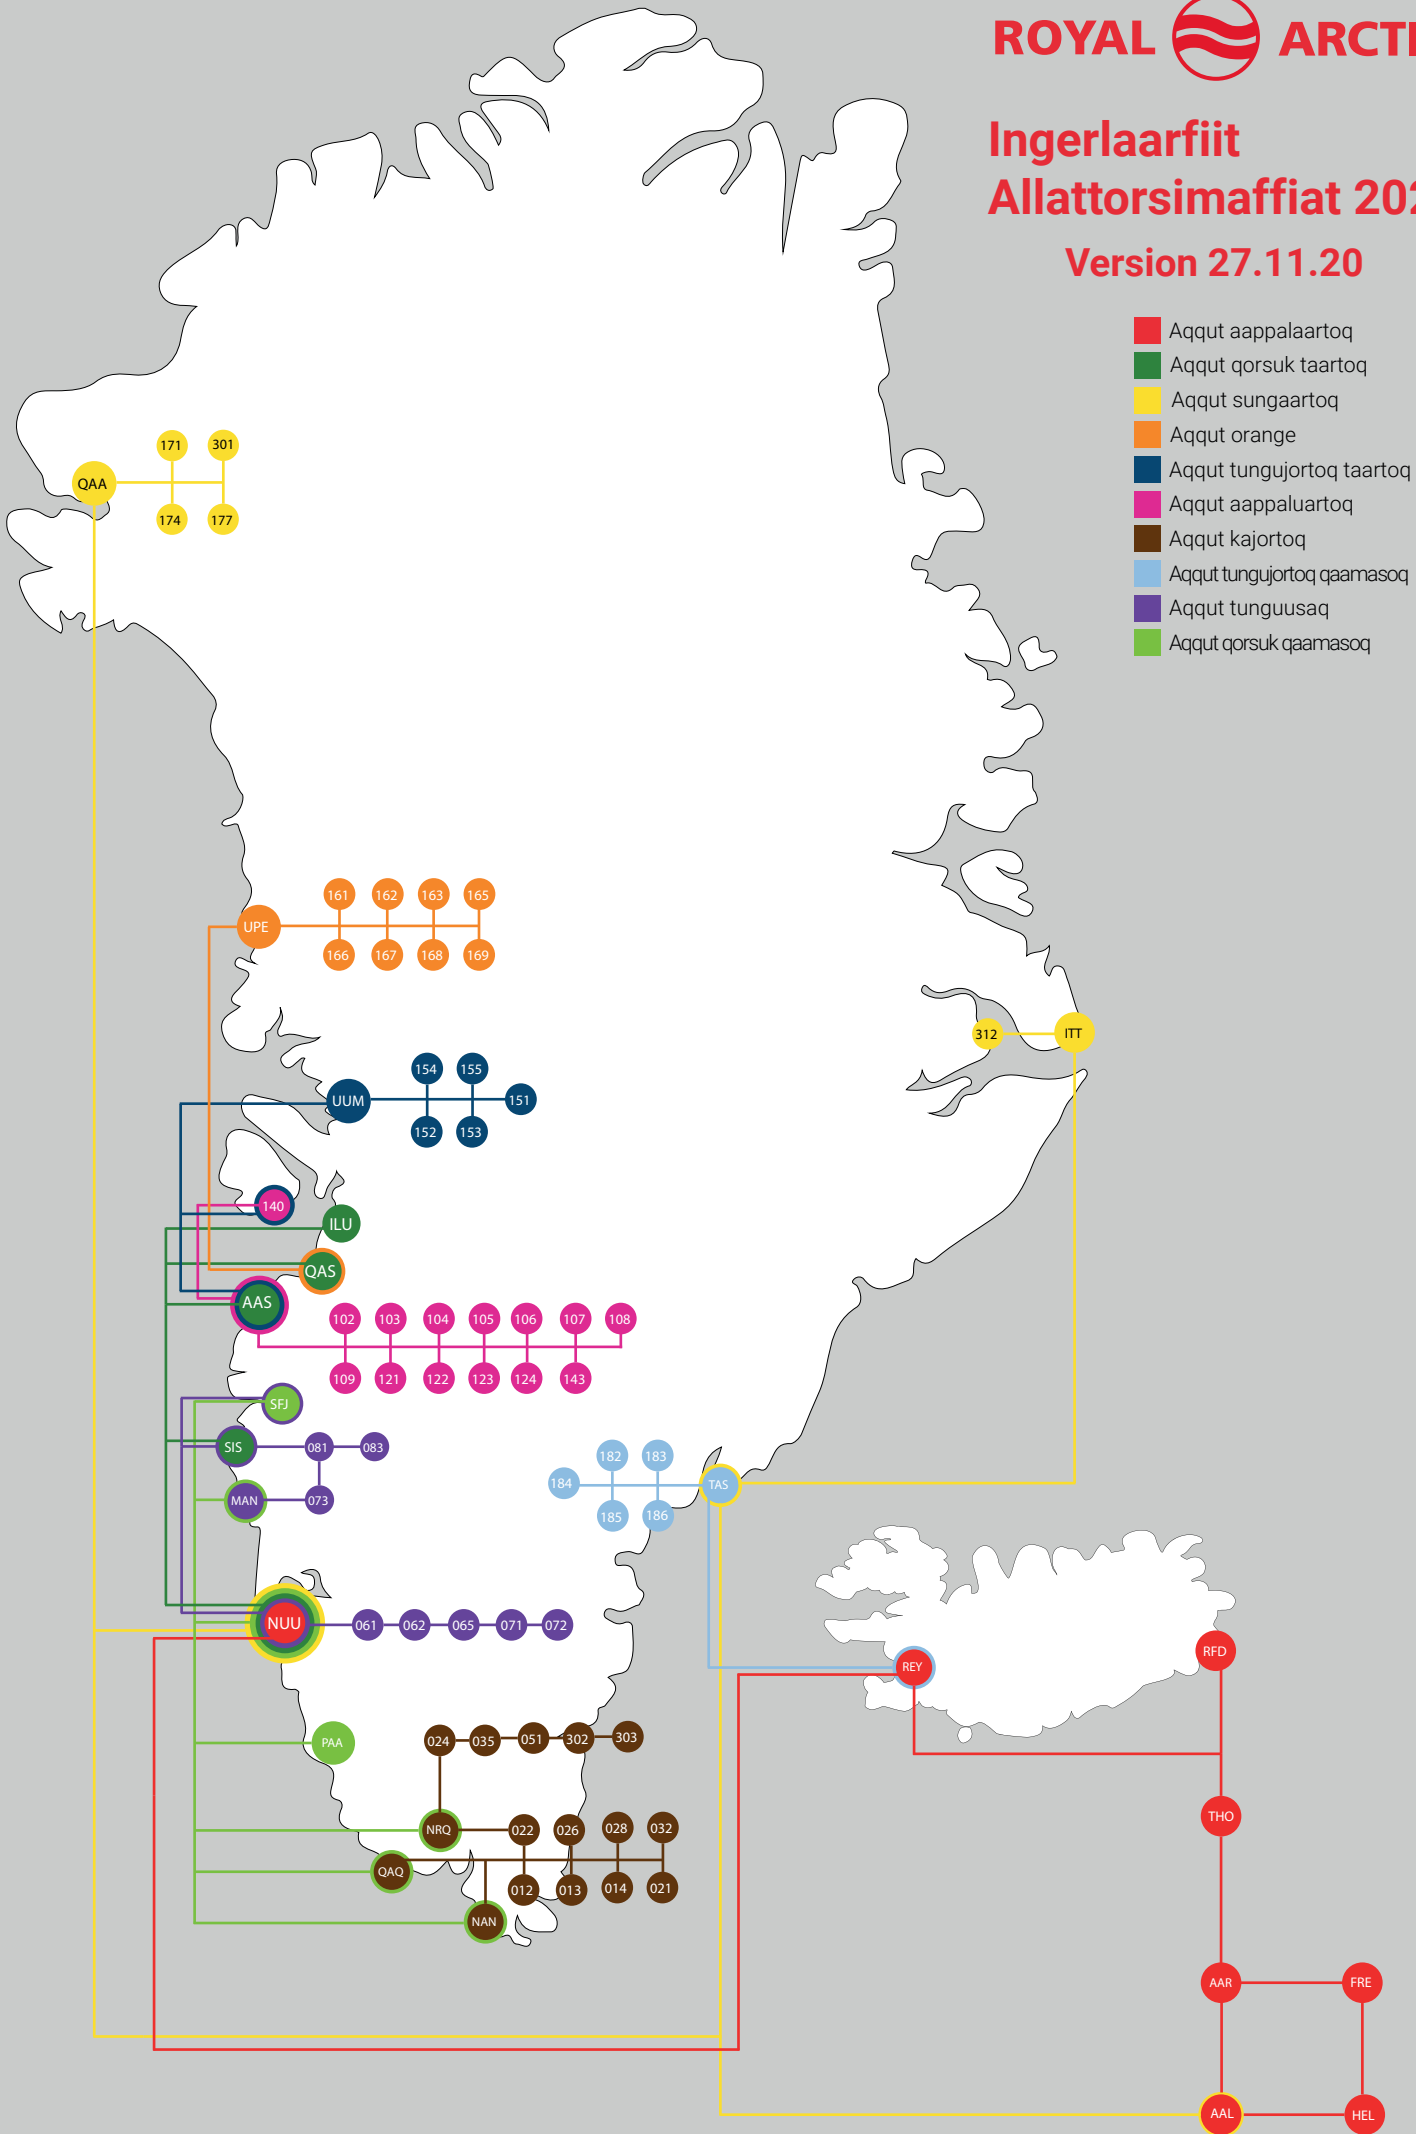 ROYAL ARCTI
Ingerlaarfiit
Allattorsimaffiat 202
Version 27.11.20
Aqqut aappalaartoq
Aqqut qorsuk taartoq
Aqqut sungaartoq
Aqqut orange
Aqqut tungujortoq taartoq
Aqqut aappaluartoq
Aqqut kajortoq
Aqqut tungujortoq qaamasoq
Aqqut tunguusaq
Aqqut qorsuk qaamasoq
171 301
QAA
174 177
161 162 163 165
UPE
166 167 168 169
312 ITT
154 155
UUM 151
152 153
140
ILU
QAS
AAS
102 103 104 105 106 107 108
109 121 122 123 124 143
SFJ
SIS 081 083
MAN 073
182 183
184 TAS
185 186
NUU 061 062 065 071 072
REY RFD
PAA
024 035 051 302 303
THO
NRQ 022 026 028 032
QAQ
012 013 014 021
NAN
AAR FRE
AAL HEL